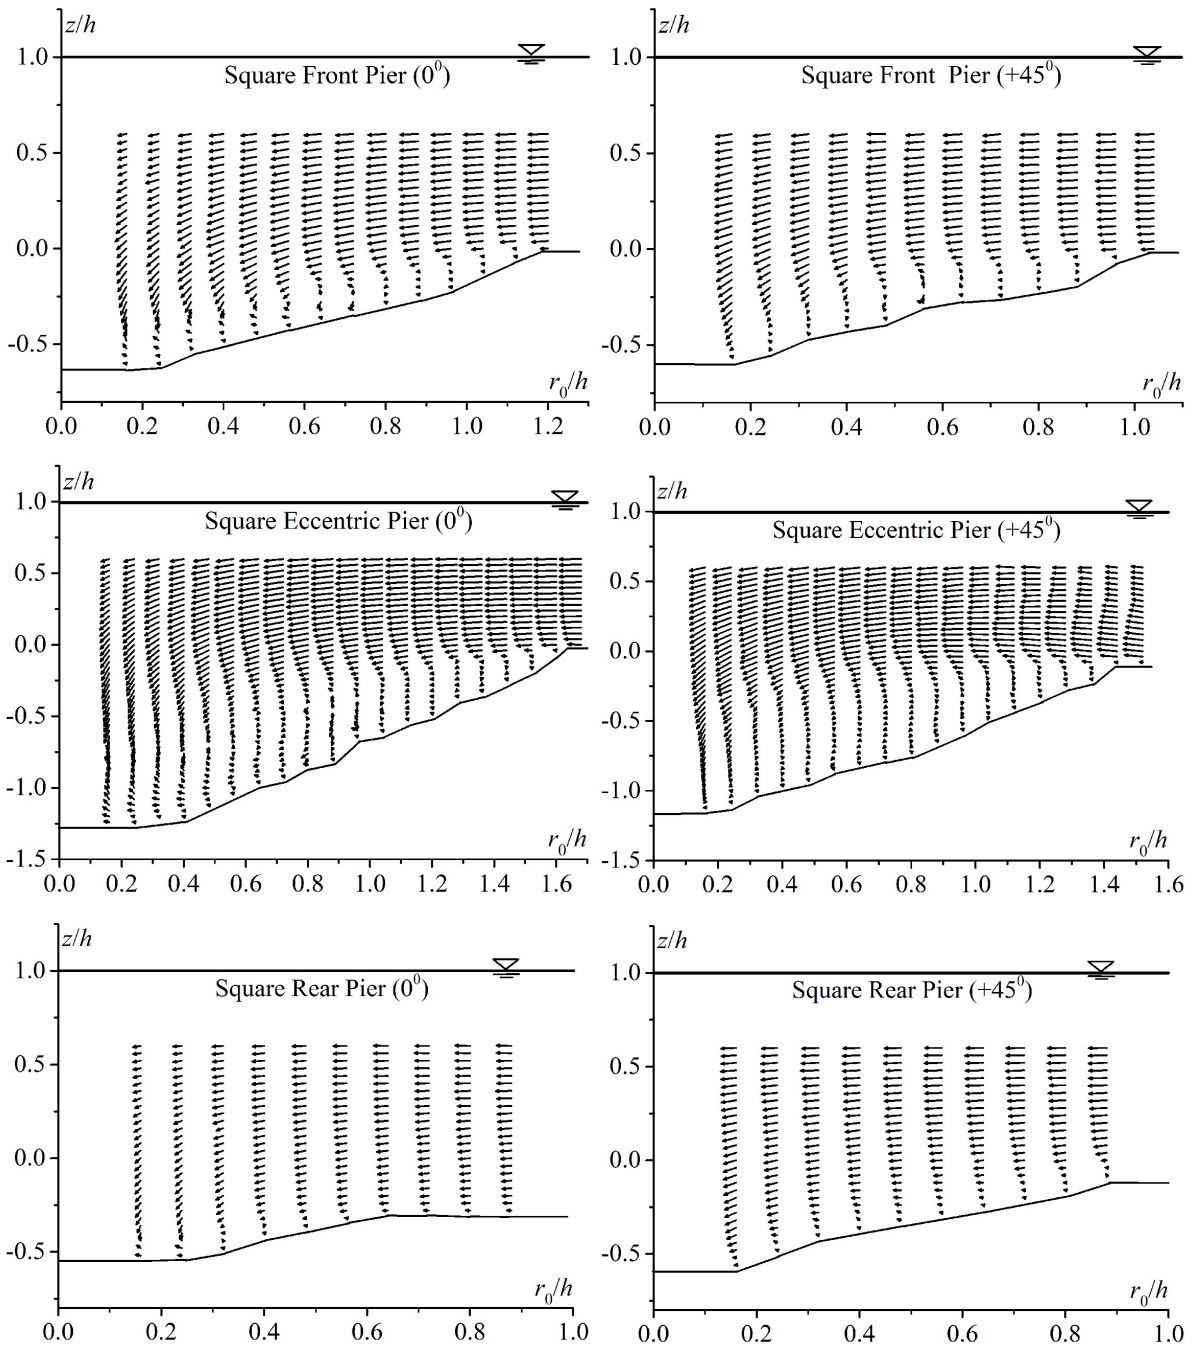 z/h
1.0
Square Front Pier (0⁰)
0.5
0.0
-0.5
r₀/h
0.0 0.2 0.4 0.6 0.8 1.0 1.2
z/h
1.0
Square Front Pier (+45⁰)
0.5
0.0
-0.5
r₀/h
0.0 0.2 0.4 0.6 0.8 1.0
z/h
1.0
Square Eccentric Pier (0⁰)
0.5
0.0
-0.5
-1.0
r₀/h
-1.5
0.0 0.2 0.4 0.6 0.8 1.0 1.2 1.4 1.6
z/h
1.0
Square Eccentric Pier (+45⁰)
0.5
0.0
-0.5
-1.0
r₀/h
-1.5
0.0 0.2 0.4 0.6 0.8 1.0 1.2 1.4 1.6
z/h
1.0
Square Rear Pier (0⁰)
0.5
0.0
-0.5
r₀/h
0.0 0.2 0.4 0.6 0.8 1.0
z/h
1.0
Square Rear Pier (+45⁰)
0.5
0.0
-0.5
r₀/h
0.0 0.2 0.4 0.6 0.8 1.0